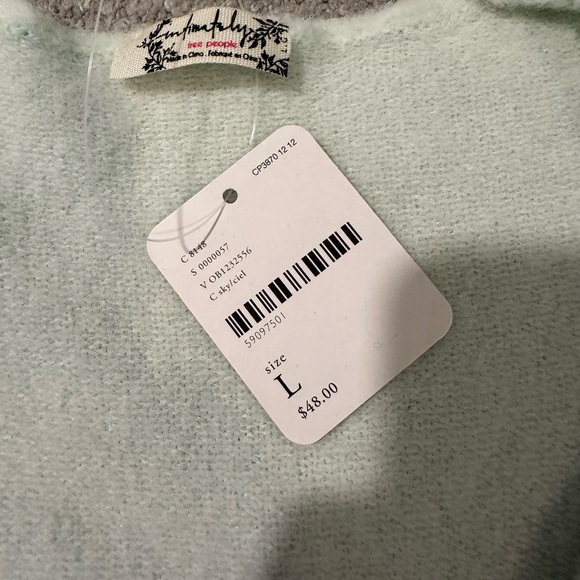 intimately
free people
Made in China . Fabriqué en Chine
CP3870 12 12
C 8148
S 0000057
V OB1232556
C sky/ciel
59097501
size
L
$48.00